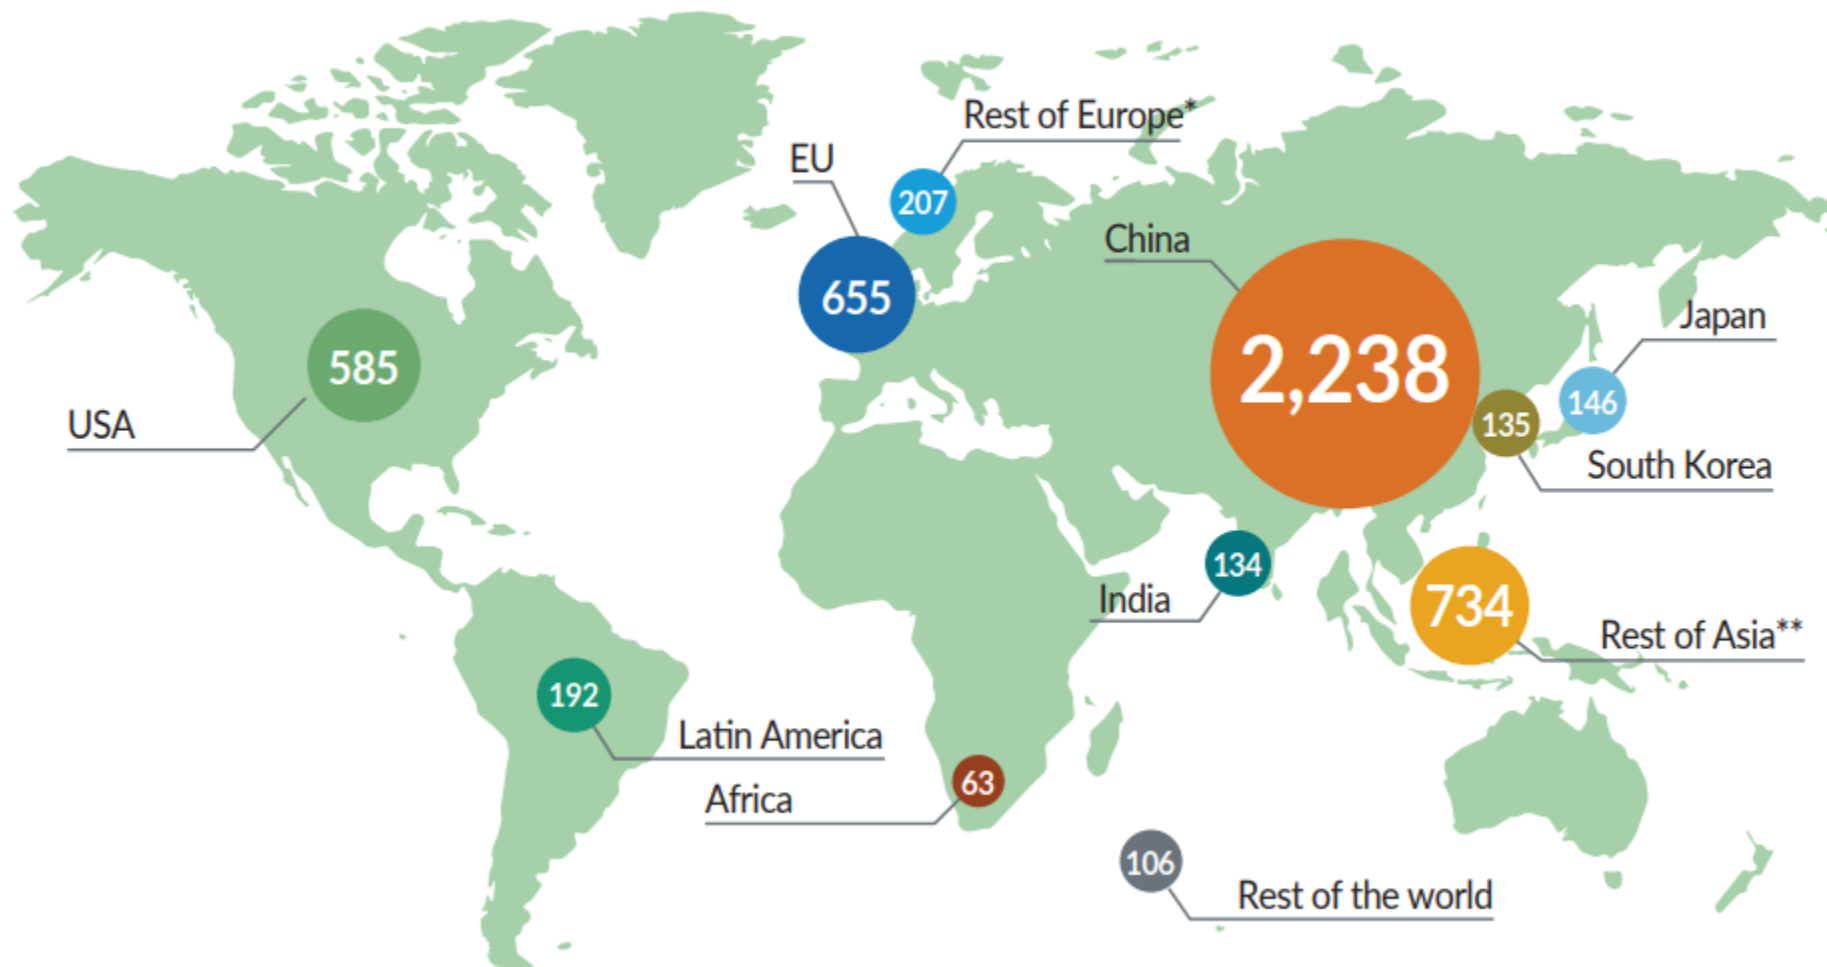 Rest of Europe*
EU
207
China
655
Japan
2,238
585
146
USA
135
South Korea
134
India
734
Rest of Asia**
192
Latin America
63
Africa
106
Rest of the world